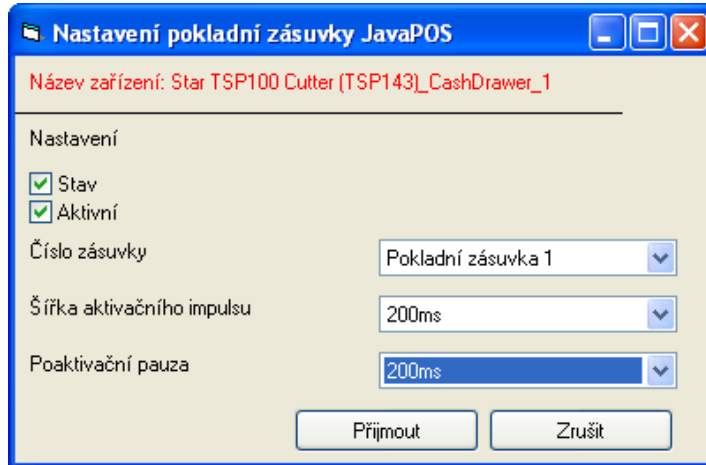 Nastavení pokladní zásuvky JavaPOS
Název zařízení: Star TSP100 Cutter (TSP143)_CashDrawer_1
Nastavení
Stav
Aktivní
Číslo zásuvky Pokladní zásuvka 1
Šířka aktivačního impulsu 200ms
Poaktivační pauza 200ms
Přijmout Zrušit